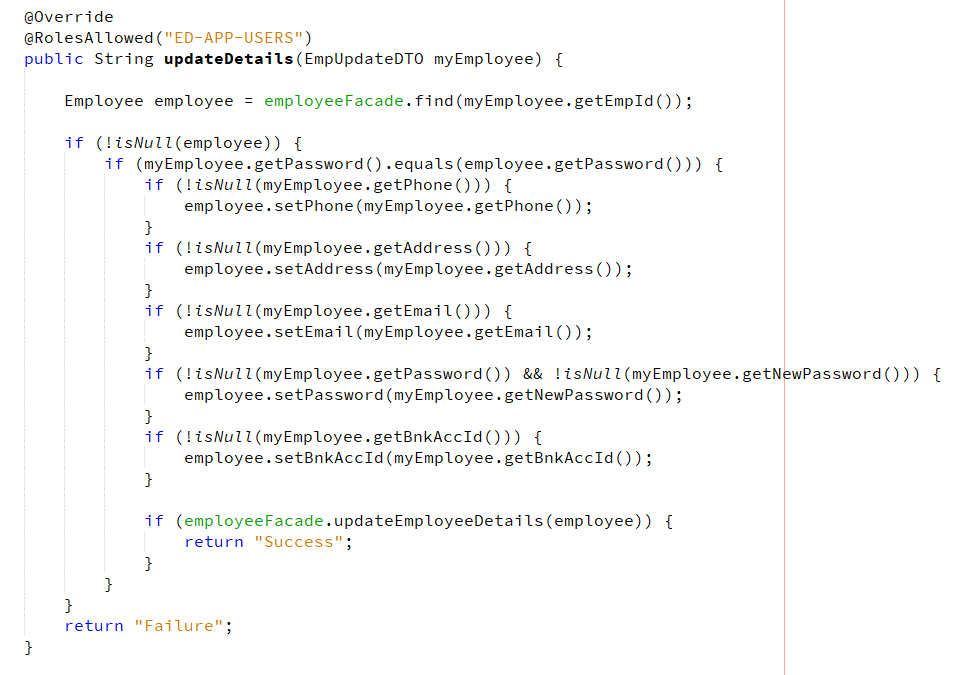 @Override
@RolesAllowed("ED-APP-USERS")
public String updateDetails(EmpUpdateDTO myEmployee) {
Employee employee = employeeFacade.find(myEmployee.getEmpId());
if (!isNull(employee)) {
if (myEmployee.getPassword().equals(employee.getPassword())) {
if (!isNull(myEmployee.getPhone())) {
employee.setPhone(myEmployee.getPhone());
}
if (!isNull(myEmployee.getAddress())) {
employee.setAddress(myEmployee.getAddress());
}
if (!isNull(myEmployee.getEmail())) {
employee.setEmail(myEmployee.getEmail());
}
if (!isNull(myEmployee.getPassword()) && !isNull(myEmployee.getNewPassword())) {
employee.setPassword(myEmployee.getNewPassword());
}
if (!isNull(myEmployee.getBnkAccId())) {
employee.setBnkAccId(myEmployee.getBnkAccId());
}
if (employeeFacade.updateEmployeeDetails(employee)) {
return "Success";
}
}
}
return "Failure";
}